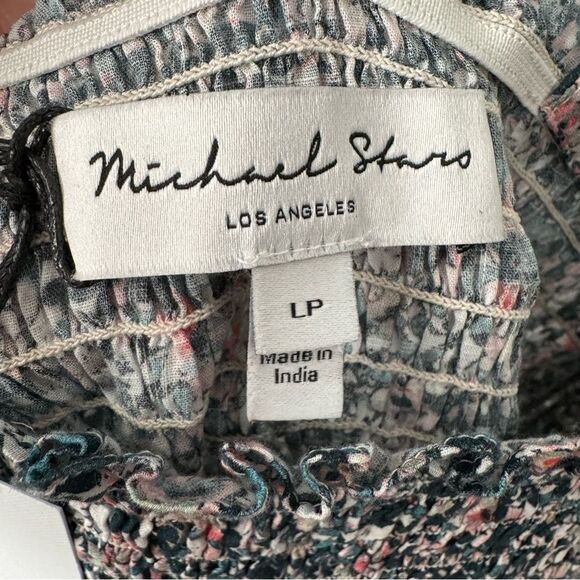 Michael Stars
LOS ANGELES
LP
Made in
India